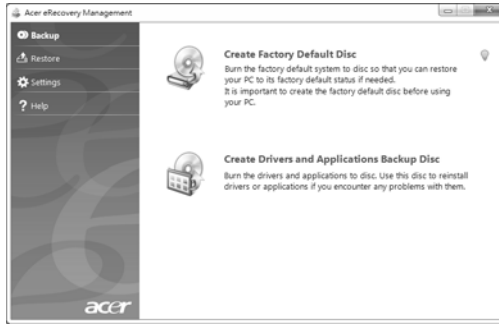 Acer eRecovery Management
Backup
Restore
Settings
Help
Create Factory Default Disc
Burn the factory default system to disc so that you can restore
your PC to its factory default status if needed.
It is important to create the factory default disc before using
your PC.
Create Drivers and Applications Backup Disc
Burn the drivers and applications to disc. Use this disc to reinstall
drivers or applications if you encounter any problems with them.
acer